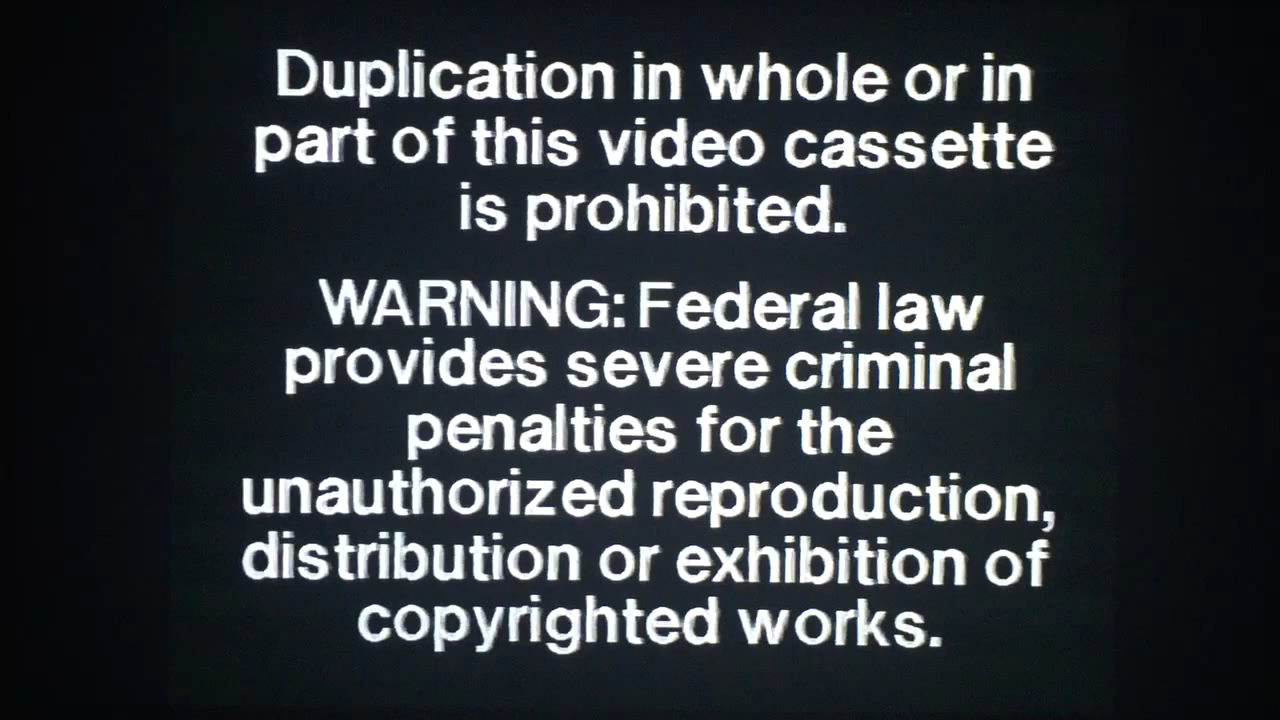 Duplication in whole or in
part of this video cassette
is prohibited.
WARNING: Federal law
provides severe criminal
penalties for the
unauthorized reproduction,
distribution or exhibition of
copyrighted works.